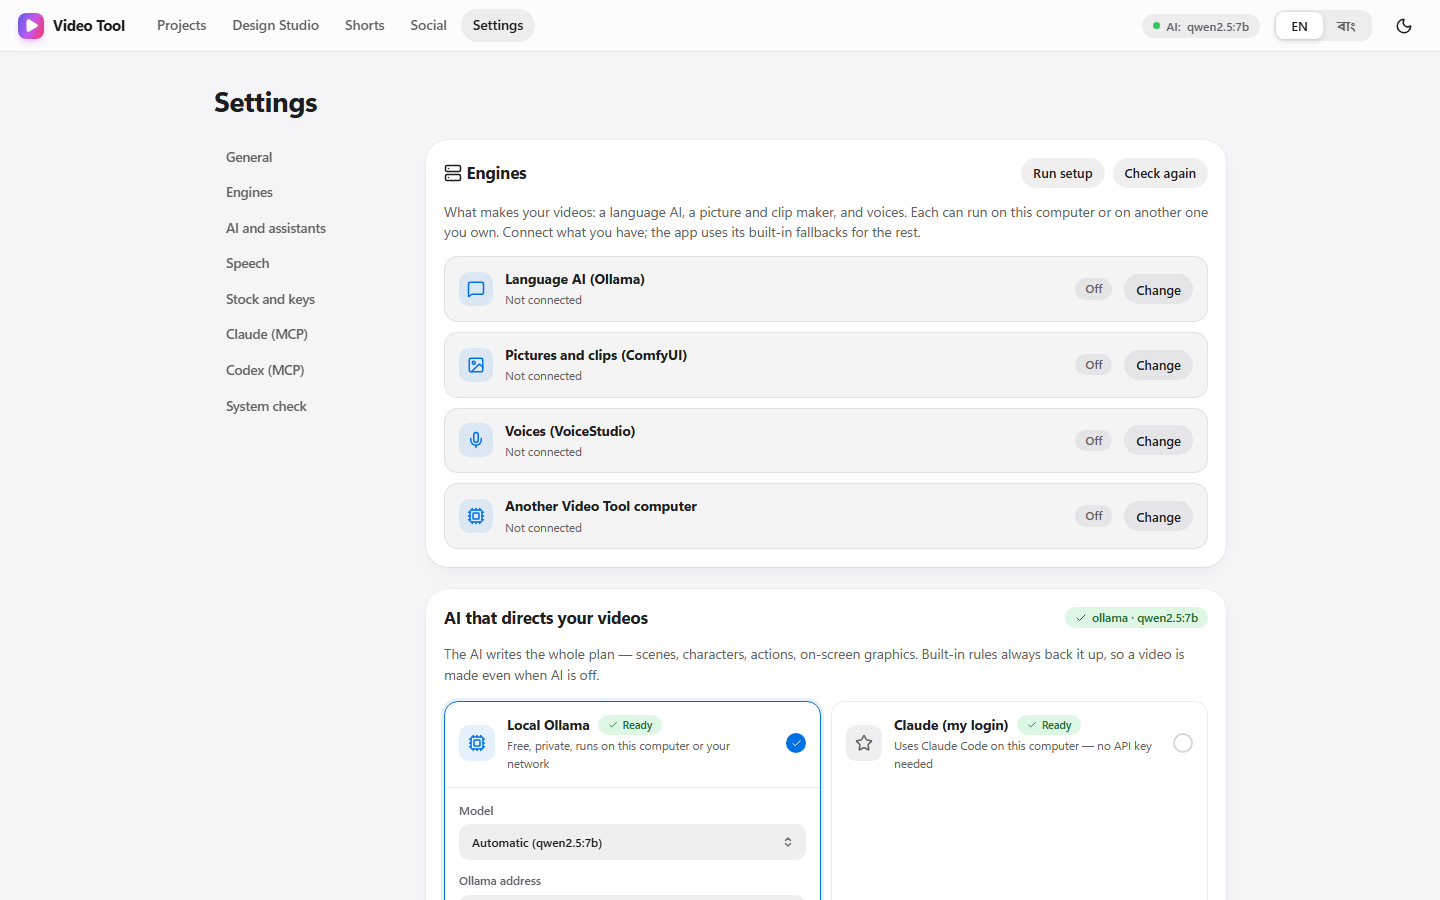 Video Tool
Projects
Design Studio
Shorts
Social
Settings
AI: qwen2.5:7b
EN
বাং
Settings
General
Engines
AI and assistants
Speech
Stock and keys
Claude (MCP)
Codex (MCP)
System check
Engines
Run setup
Check again
What makes your videos: a language AI, a picture and clip maker, and voices. Each can run on this computer or on another one
you own. Connect what you have; the app uses its built-in fallbacks for the rest.
Language AI (Ollama)
Not connected
Off
Change
Pictures and clips (ComfyUI)
Not connected
Off
Change
Voices (VoiceStudio)
Not connected
Off
Change
Another Video Tool computer
Not connected
Off
Change
AI that directs your videos
ollama · qwen2.5:7b
The AI writes the whole plan — scenes, characters, actions, on-screen graphics. Built-in rules always back it up, so a video is
made even when AI is off.
Local Ollama
Ready
Free, private, runs on this computer or your
network
Model
Automatic (qwen2.5:7b)
Ollama address
Claude (my login)
Ready
Uses Claude Code on this computer — no API key
needed